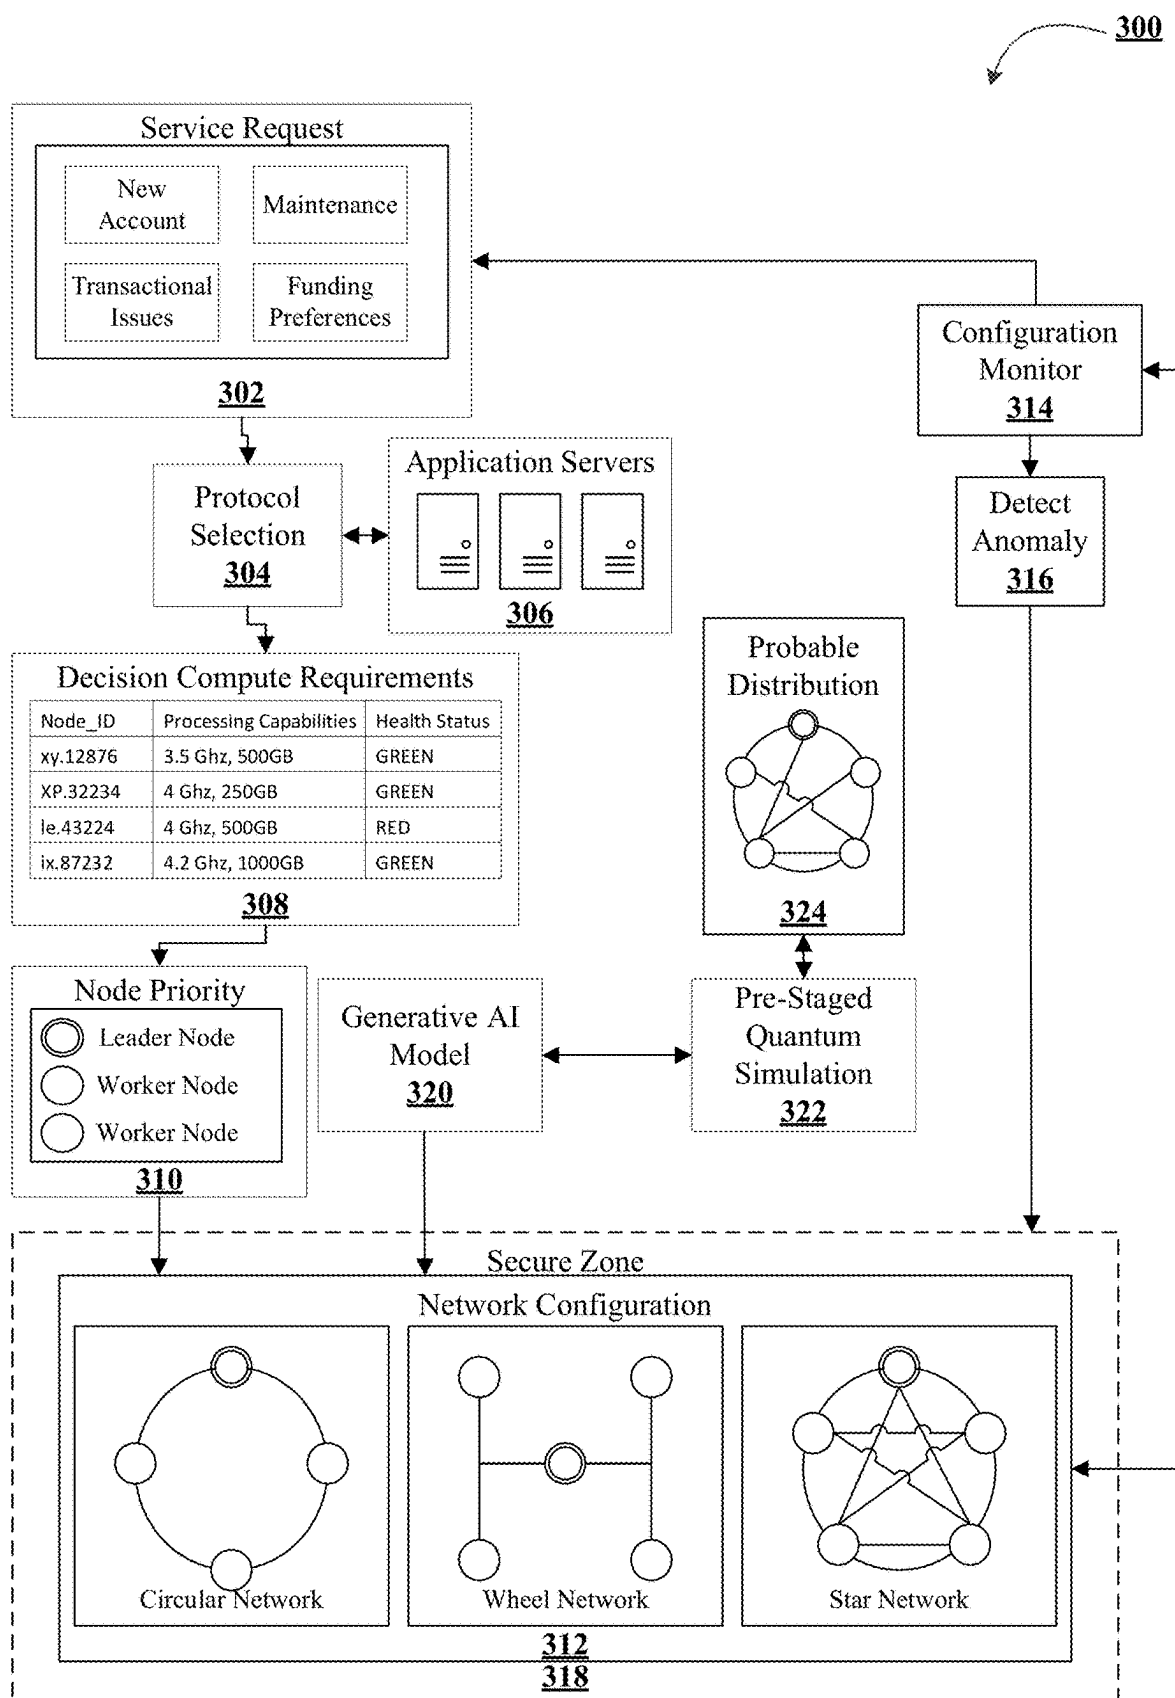 300
Service Request
New
Account
Maintenance
Transactional
Issues
Funding
Preferences
302
Configuration
Monitor
314
Protocol
Selection
304
Application Servers
306
Detect
Anomaly
316
Decision Compute Requirements
Node_ID Processing Capabilities Health Status
xy.12876 3.5 Ghz, 500GB GREEN
XP.32234 4 Ghz, 250GB GREEN
le.43224 4 Ghz, 500GB RED
ix.87232 4.2 Ghz, 1000GB GREEN
308
Probable
Distribution
324
Node Priority
Leader Node
Worker Node
Worker Node
310
Generative AI
Model
320
Pre-Staged
Quantum
Simulation
322
Secure Zone
Network Configuration
Circular Network
Wheel Network
Star Network
312
318